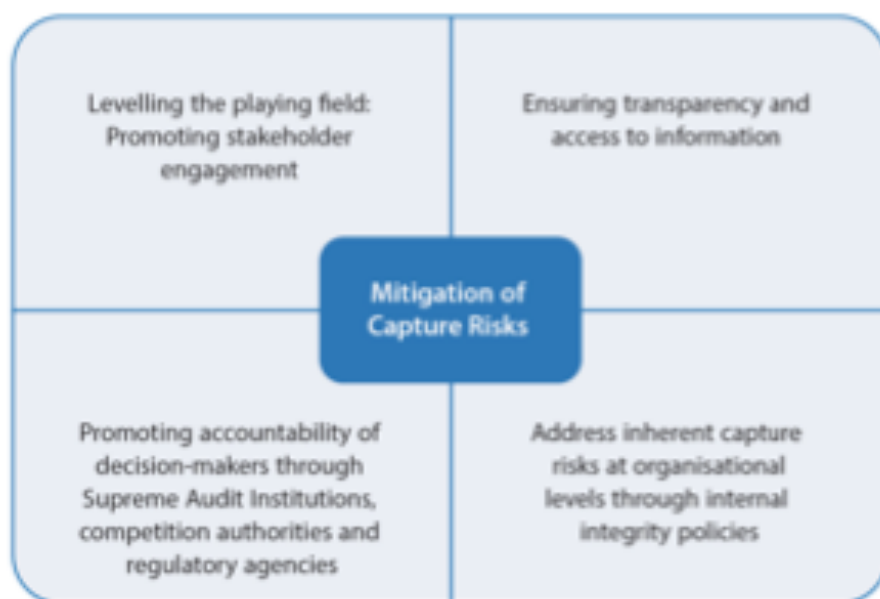 Levelling the playing field:
Promoting stakeholder
engagement
Ensuring transparency and
access to information
Mitigation of
Capture Risks
Promoting accountability of
decision-makers through
Supreme Audit Institutions,
competition authorities and
regulatory agencies
Address inherent capture
risks at organisational
levels through internal
integrity policies